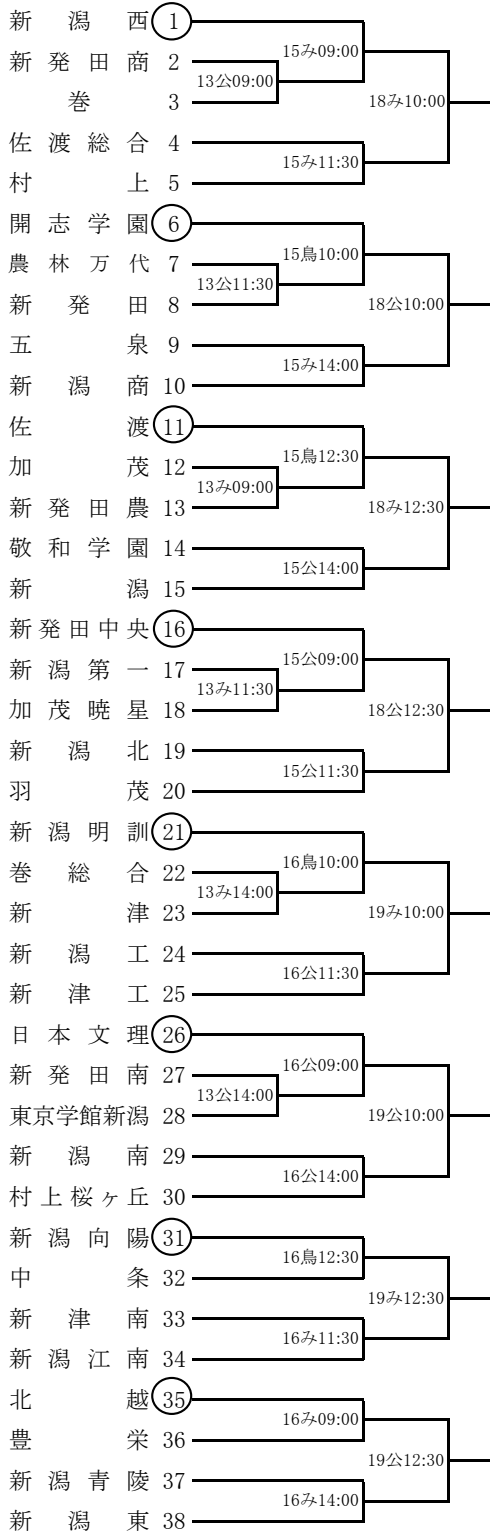 新潟西 1
15み09:00
新発田商 2
13公09:00
18み10:00
巻 3
佐渡総合 4
15み11:30
村上 5
開志学園 6
15鳥10:00
農林万代 7
13公11:30
新発田 8
18公10:00
五泉 9
15み14:00
新潟商 10
佐渡 11
15鳥12:30
加茂 12
13み09:00
新発田農 13
18み12:30
敬和学園 14
15公14:00
新潟 15
新発田中央 16
15公09:00
新潟第一 17
13み11:30
加茂暁星 18
18公12:30
新潟北 19
15公11:30
羽茂 20
新潟明訓 21
16鳥10:00
巻総合 22
13み14:00
新津 23
19み10:00
新潟工 24
16公11:30
新津工 25
日本文理 26
16公09:00
新発田南 27
13公14:00
東京学館新潟 28
19公10:00
新潟南 29
16公14:00
村上桜ヶ丘 30
新潟向陽 31
16鳥12:30
中条 32
19み12:30
新津南 33
16み11:30
新潟江南 34
北越 35
16み09:00
豊栄 36
19公12:30
新潟青陵 37
16み14:00
新潟東 38